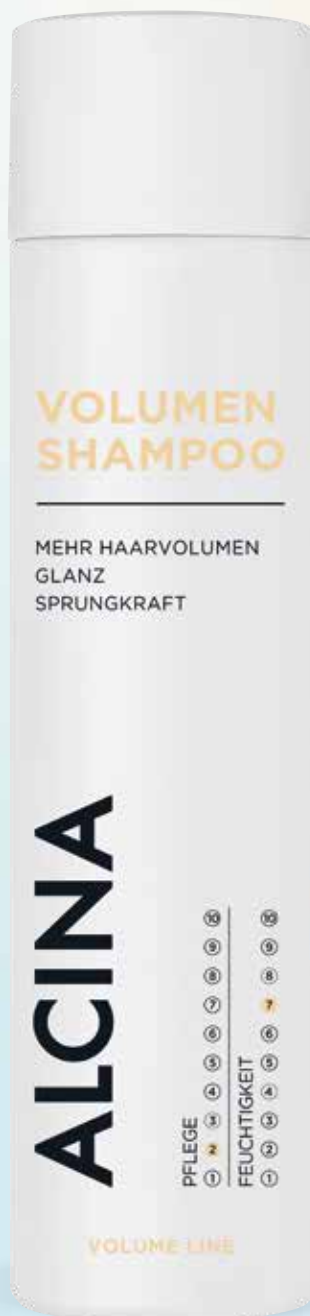 VOLUMEN
SHAMPOO
MEHR HAARVOLUMEN
GLANZ
SPRUNGKRAFT
ALCINA
PFLEGE
1 2 3 4 5 6 7 8 9 10
FEUCHTIGKEIT
1 2 3 4 5 6 7 8 9 10
VOLUME LINE